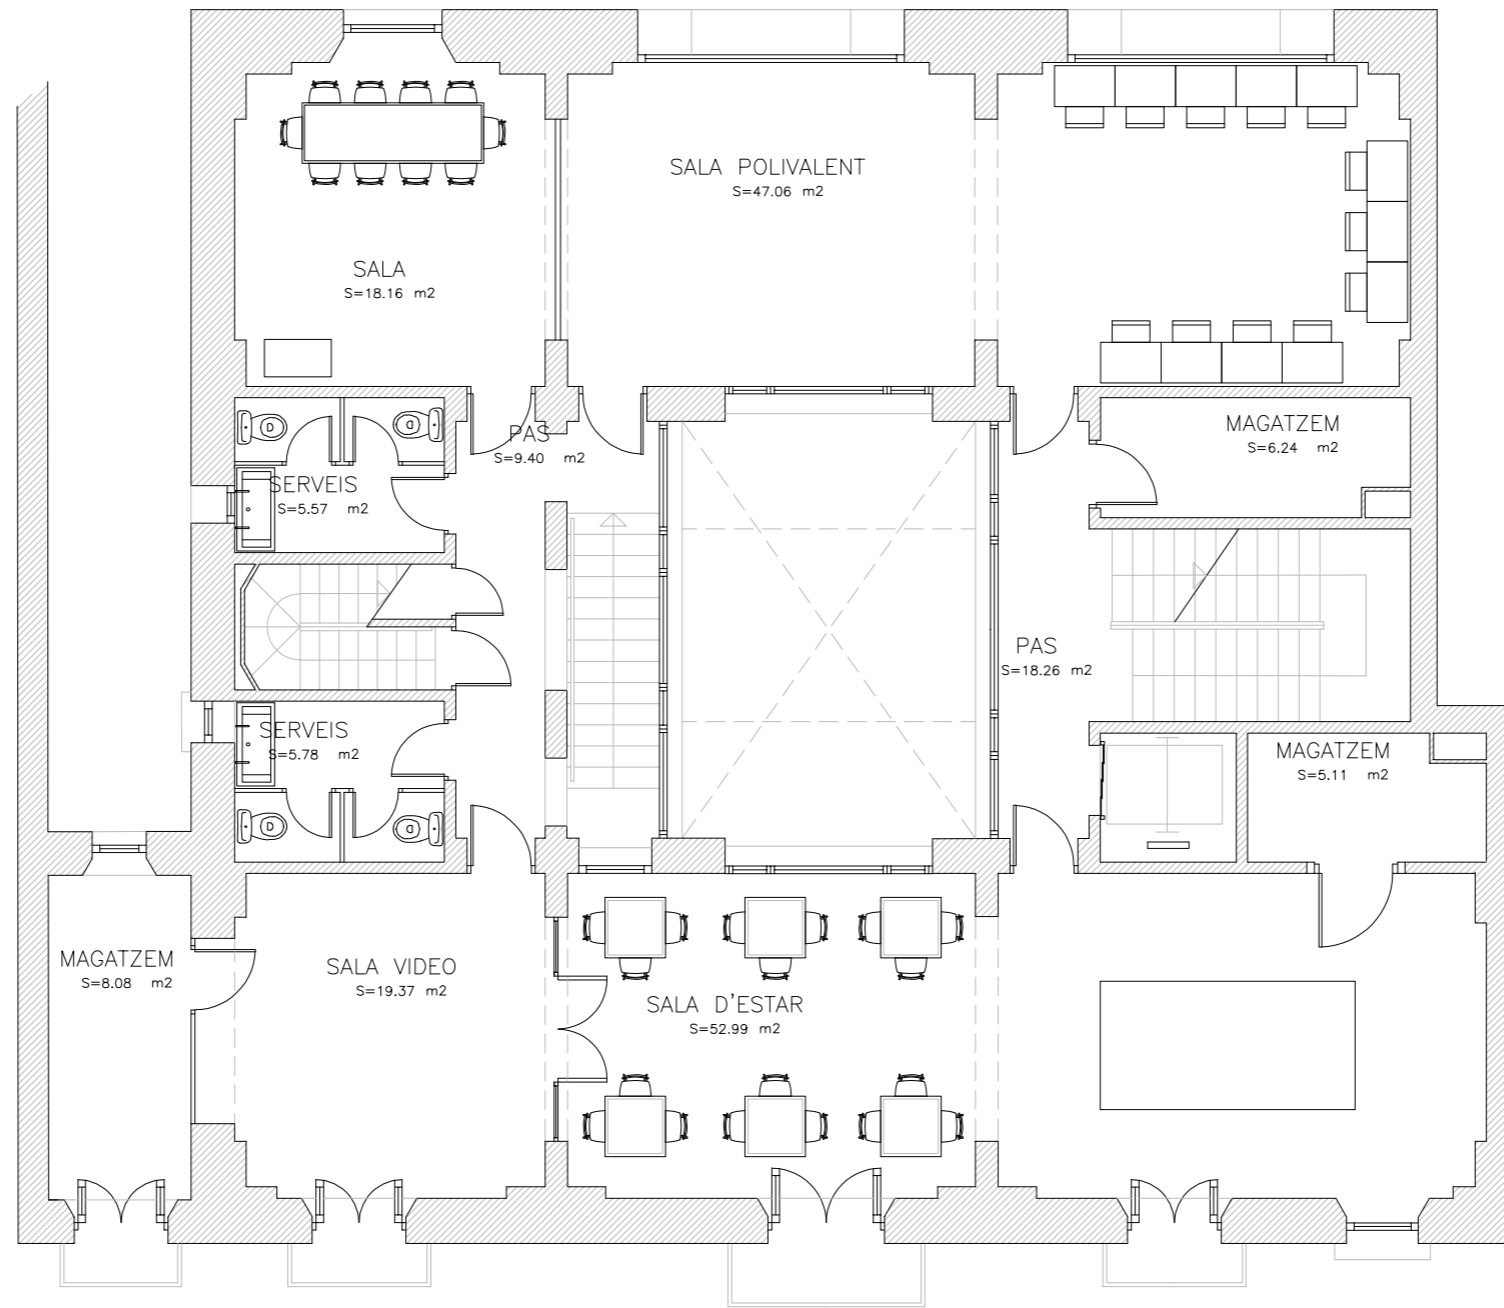 SALA POLIVALENT
S=47.06 m2
SALA
S=18.16 m2
MAGATZEM
S=6.24 m2
PAS
S=9.40 m2
SERVEIS
S=5.57 m2
PAS
S=18.26 m2
SERVEIS
S=5.78 m2
MAGATZEM
S=5.11 m2
MAGATZEM
S=8.08 m2
SALA VIDEO
S=19.37 m2
SALA D'ESTAR
S=52.99 m2